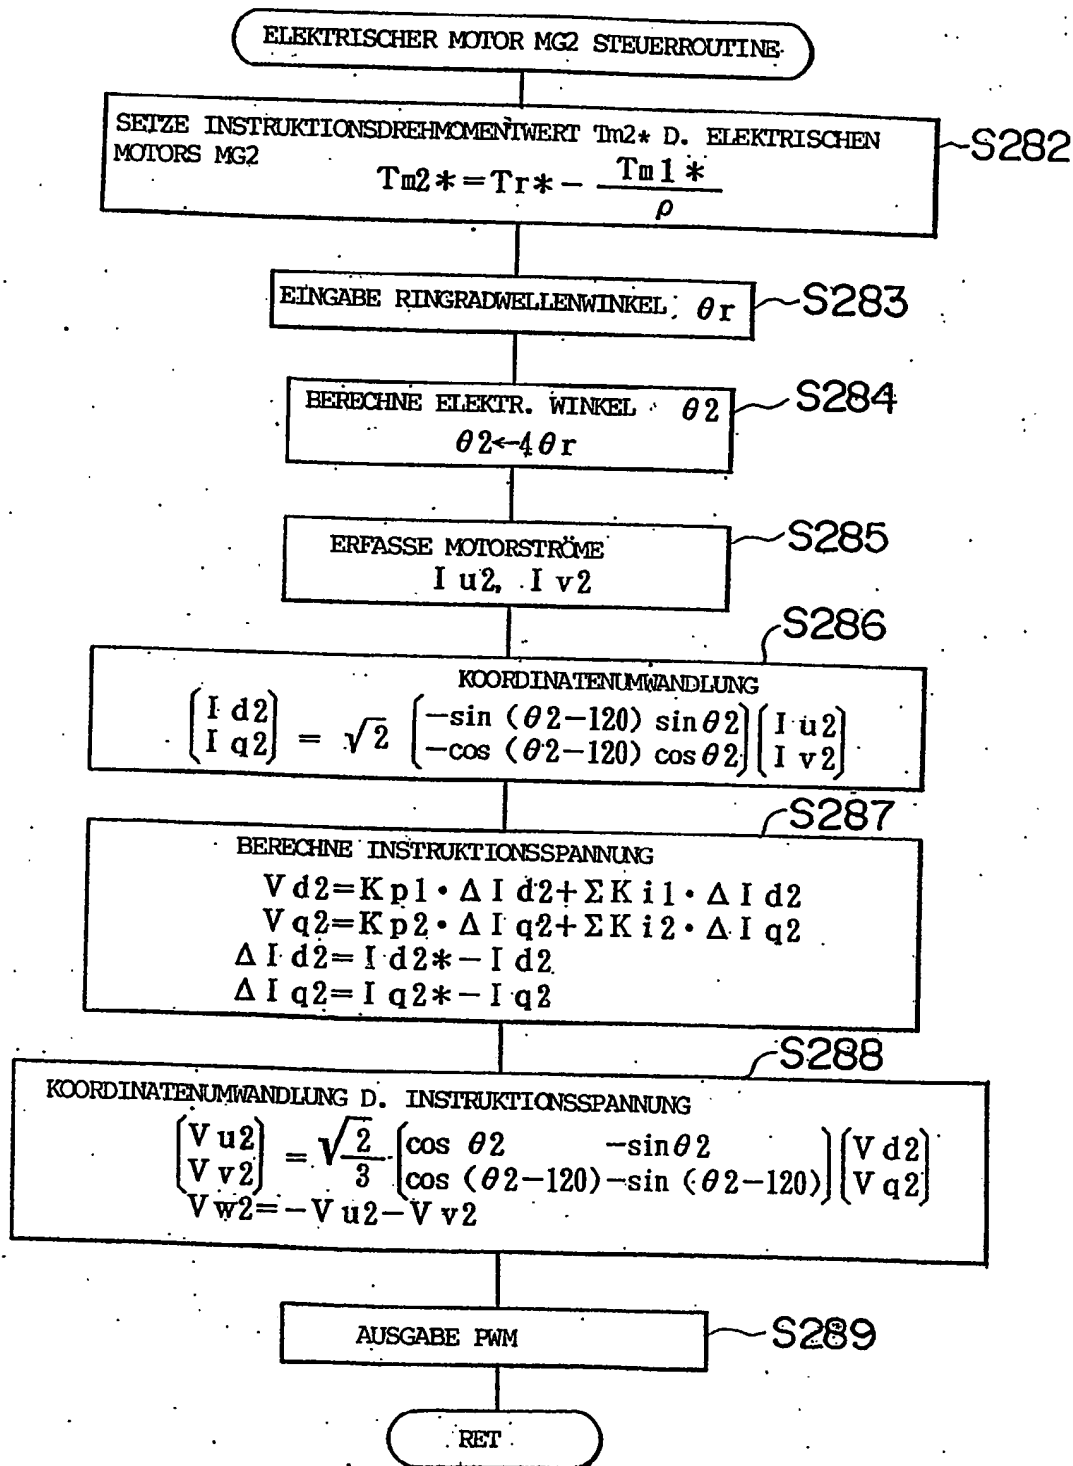 ELEKTRISCHER MOTOR MG2 STEUERROUTINE
SETZE INSTRUKTIONSDREHMOMENTWERT Tm2* D. ELEKTRISCHEN
MOTORS MG2
Tm2*=Tr*- Tm1*
ρ
S282
EINGABE RINGRADWELLENWINKEL: θr
S283
BERECHNE ELEKTR. WINKEL θ2
θ2←4θr
S284
ERFASSE MOTORSTRÖME
Iu2, Iv2
S285
S286
KOORDINATENUMWANDLUNG
[I d2] = √2 [-sin (θ2-120) sinθ2] [I u2]
[I q2] [-cos (θ2-120) cosθ2] [I v2]
S287
BERECHNE INSTRUKTIONSSPANNUNG
Vd2=Kp1·ΔId2+ΣKi1·ΔId2
Vq2=Kp2·ΔIq2+ΣKi2·ΔIq2
ΔId2=Id2*-Id2
ΔIq2=Iq2*-Iq2
S288
KOORDINATENUMWANDLUNG D. INSTRUKTIONSSPANNUNG
[Vu2] = √2/3 [cos θ2 -sinθ2] [Vd2]
[Vv2] [cos (θ2-120)-sin (θ2-120)] [Vq2]
Vw2=-Vu2-Vv2
AUSGABE PWM
S289
RET